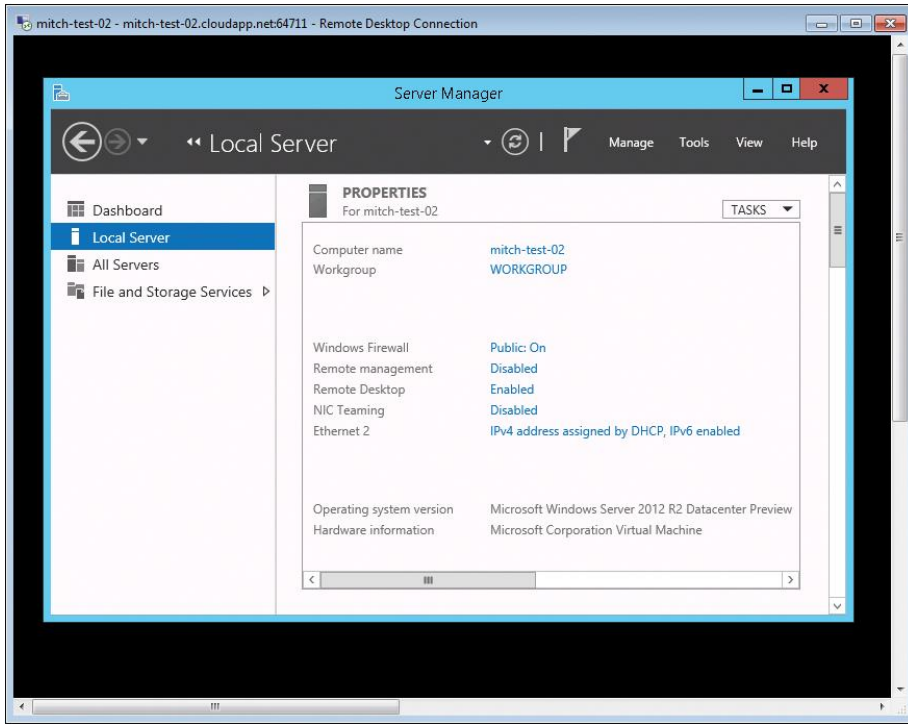 mitch-test-02 - mitch-test-02.cloudapp.net:64711 - Remote Desktop Connection
Server Manager
Local Server
Manage Tools View Help
Dashboard
Local Server
All Servers
File and Storage Services
PROPERTIES
For mitch-test-02
TASKS
Computer name mitch-test-02
Workgroup WORKGROUP
Windows Firewall Public: On
Remote management Disabled
Remote Desktop Enabled
NIC Teaming Disabled
Ethernet 2 IPv4 address assigned by DHCP, IPv6 enabled
Operating system version Microsoft Windows Server 2012 R2 Datacenter Preview
Hardware information Microsoft Corporation Virtual Machine